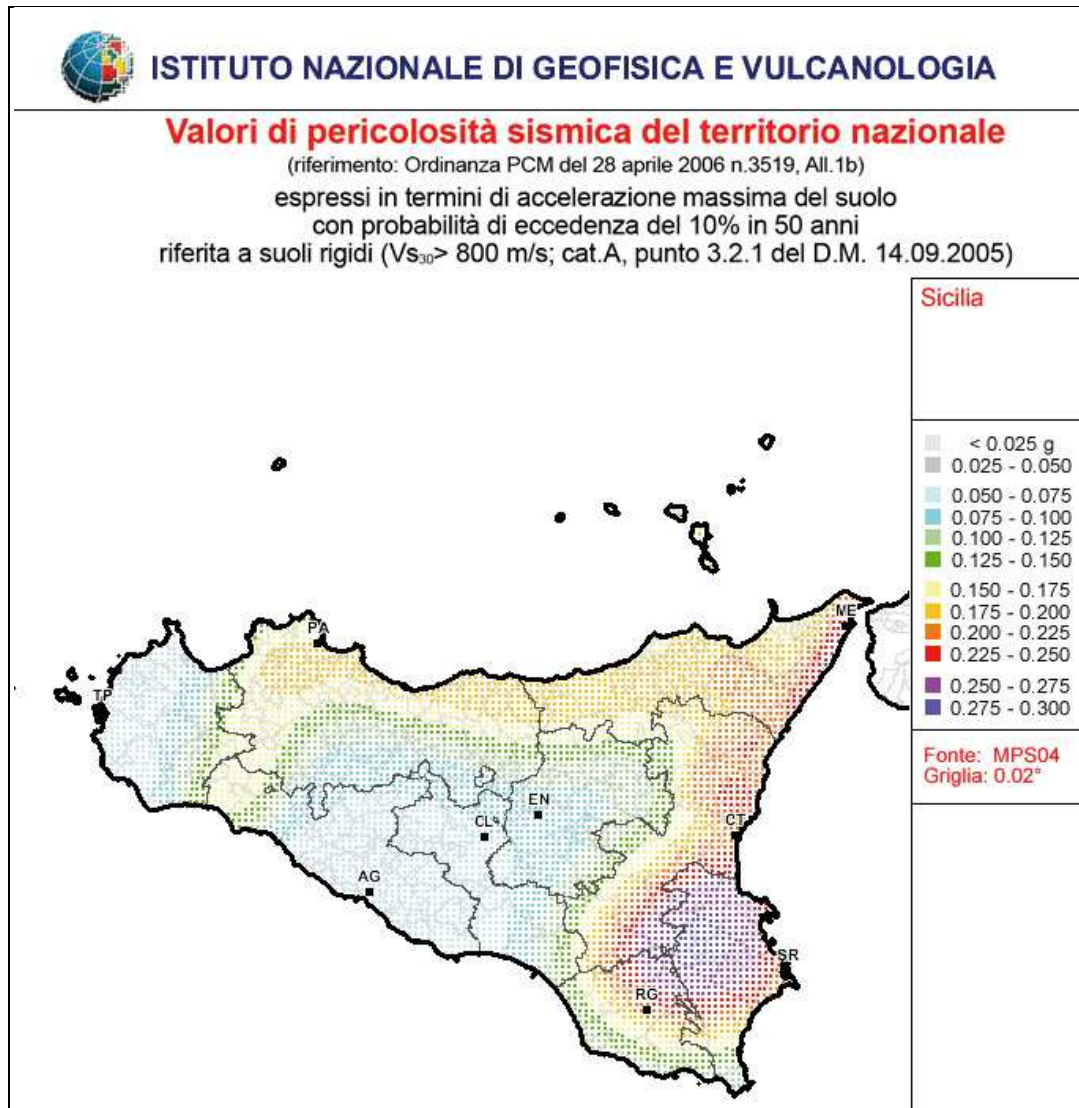 ISTITUTO NAZIONALE DI GEOFISICA E VULCANOLOGIA
Valori di pericolosità sismica del territorio nazionale
(riferimento: Ordinanza PCM del 28 aprile 2006 n.3519, All.1b)
espressi in termini di accelerazione massima del suolo
con probabilità di eccedenza del 10% in 50 anni
riferita a suoli rigidi (Vs₃₀> 800 m/s; cat.A, punto 3.2.1 del D.M. 14.09.2005)
Sicilia
< 0.025 g
0.025 - 0.050
0.050 - 0.075
0.075 - 0.100
0.100 - 0.125
0.125 - 0.150
0.150 - 0.175
0.175 - 0.200
0.200 - 0.225
0.225 - 0.250
0.250 - 0.275
0.275 - 0.300
Fonte: MPS04
Griglia: 0.02°
ME
PA
TP
EN
CL
CT
AG
SR
RG